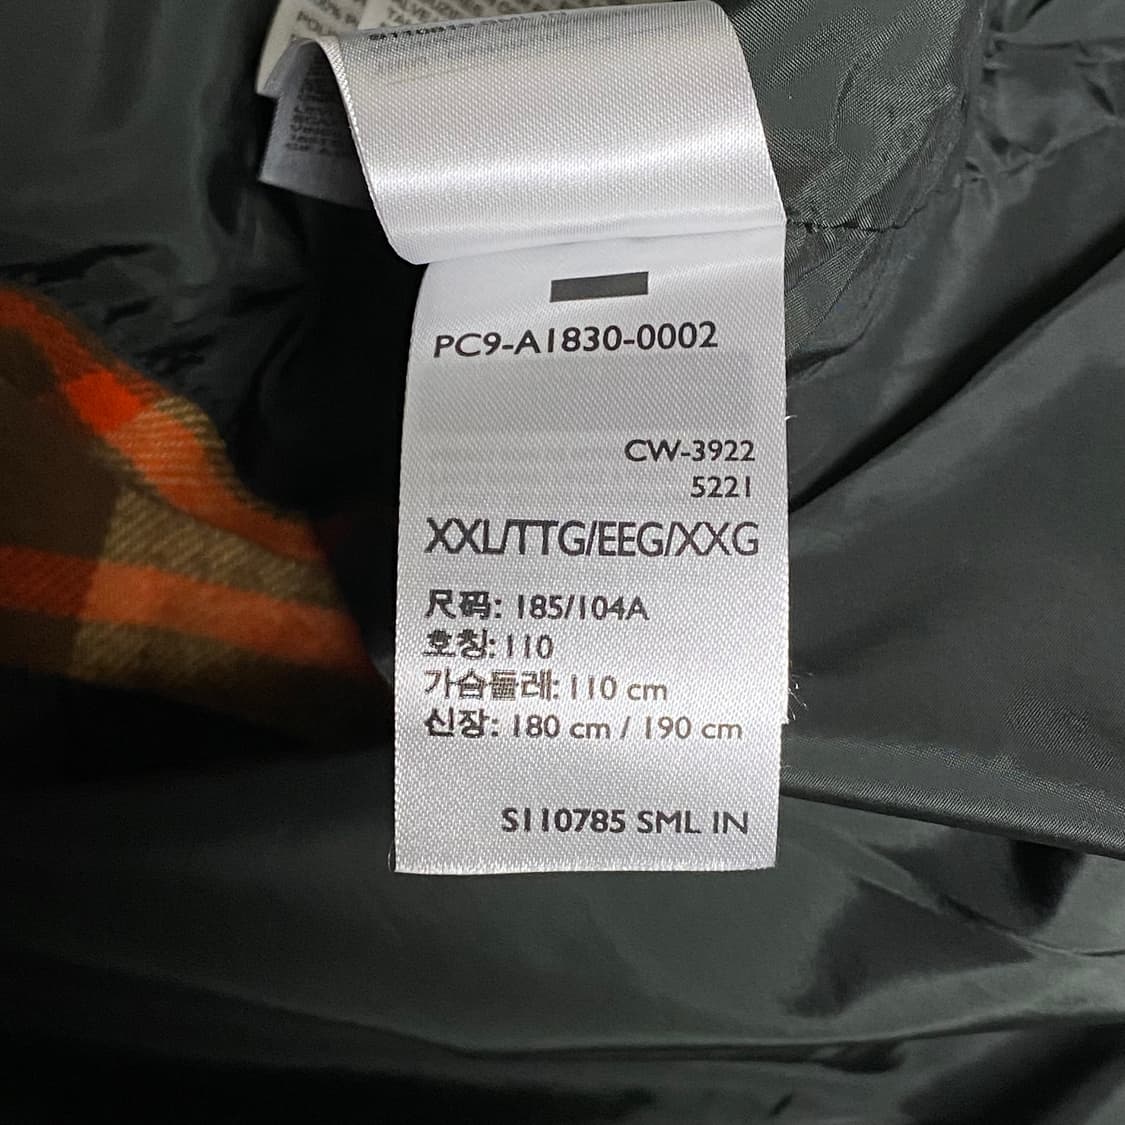 PC9-A1830-0002
CW-3922
5221
XXL/TTG/EEG/XXG
尺码: 185/104A
호칭: 110
가슴둘레: 110 cm
신장: 180 cm / 190 cm
S110785 SML IN